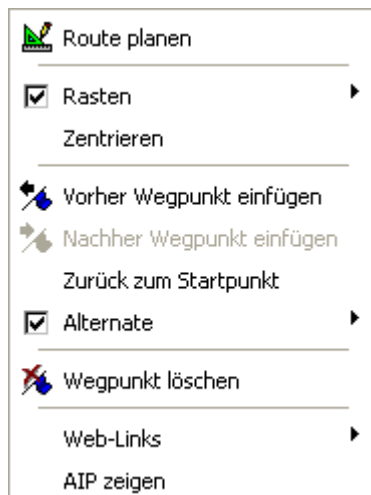 Route planen
Rasten
Zentrieren
Vorher Wegpunkt einfügen
Nachher Wegpunkt einfügen
Zurück zum Startpunkt
Alternate
Wegpunkt löschen
Web-Links
AIP zeigen